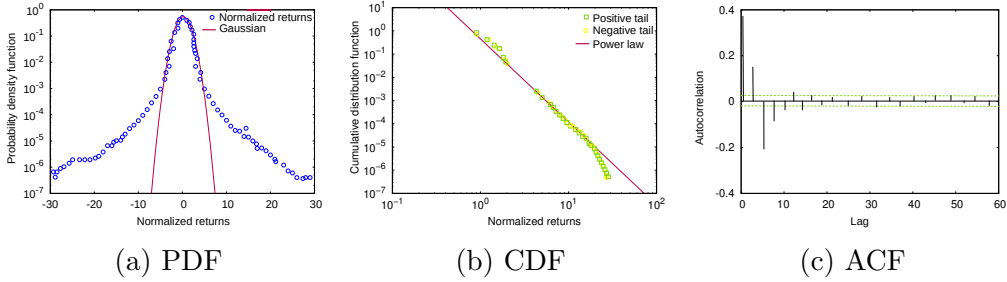 Probability density function
10^0
10^-1
10^-2
10^-3
10^-4
10^-5
10^-6
10^-7
-30
-20
-10
0
10
20
30
Normalized returns
Normalized returns
Gaussian
(a) PDF
Cumulative distribution function
10^1
10^0
10^-1
10^-2
10^-3
10^-4
10^-5
10^-6
10^-7
10^-1
10^0
10^1
10^2
Normalized returns
Positive tail
Negative tail
Power law
(b) CDF
Autocorrelation
0.4
0.2
0
-0.2
-0.4
0
10
20
30
40
50
60
Lag
(c) ACF